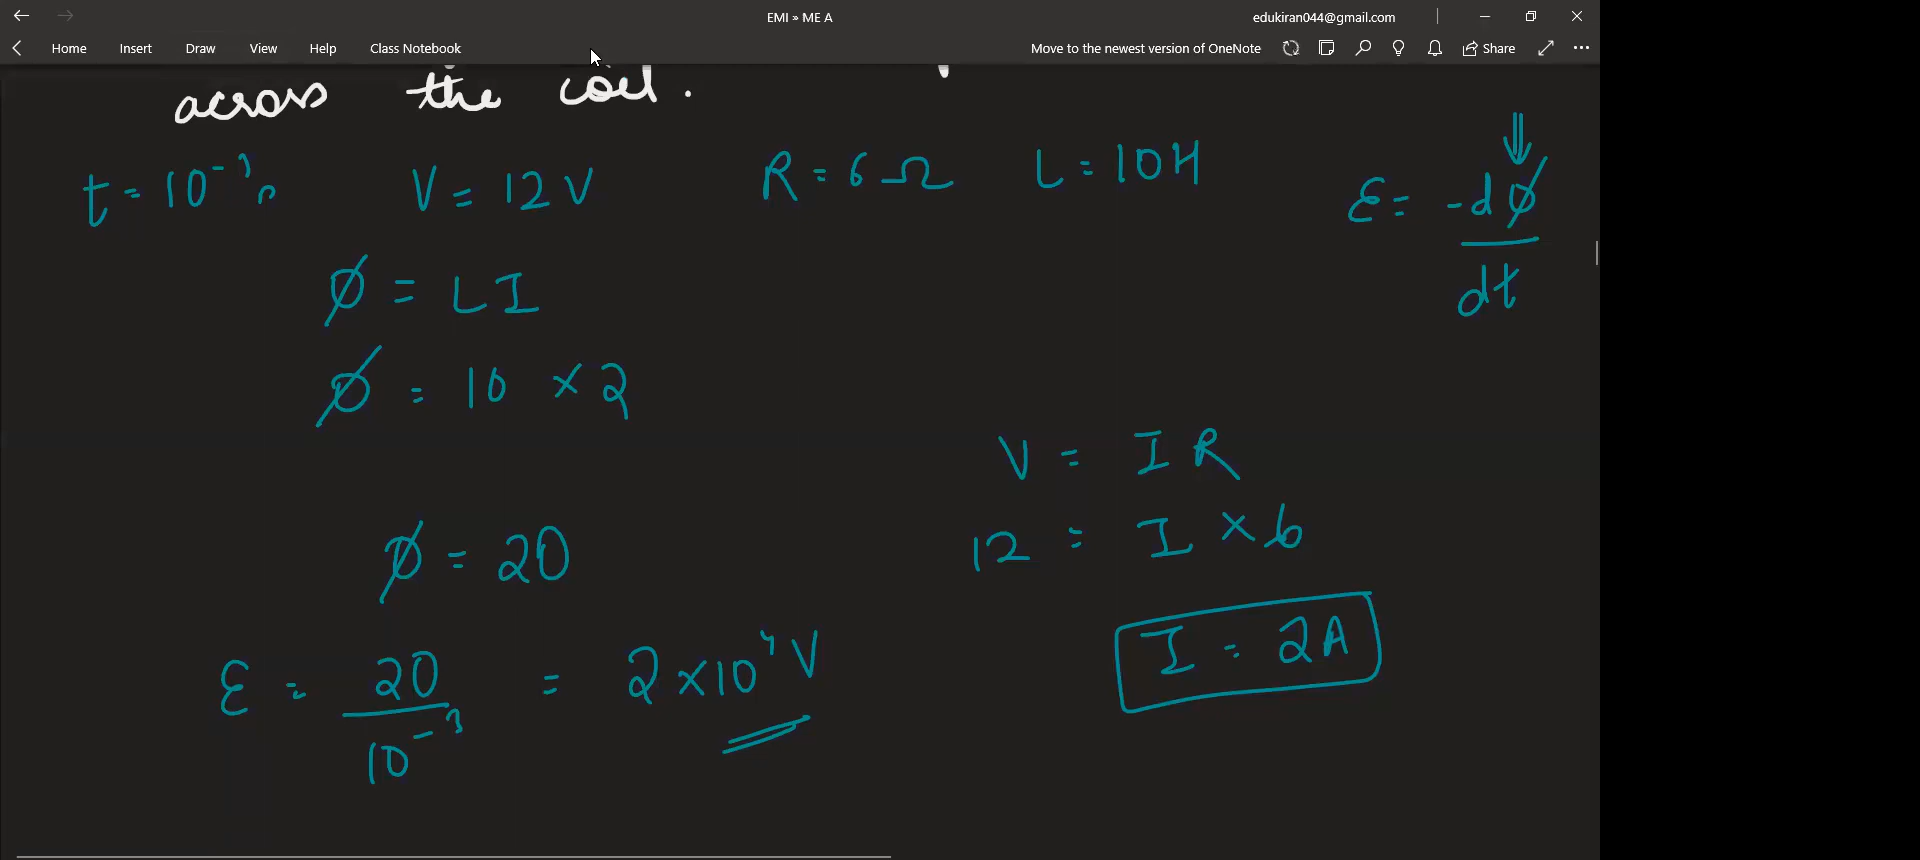 EMI » ME A
edukiran044@gmail.com
Home Insert Draw View Help Class Notebook
Move to the newest version of OneNote Share
across the coil.
t = 10⁻³s V = 12V R = 6Ω L = 10H
ε = -dφ/dt
φ = LI
φ = 10 × 2
V = IR
12 = I × 6
φ = 20
I = 2A
ε = 20/10⁻³ = 2×10⁴V